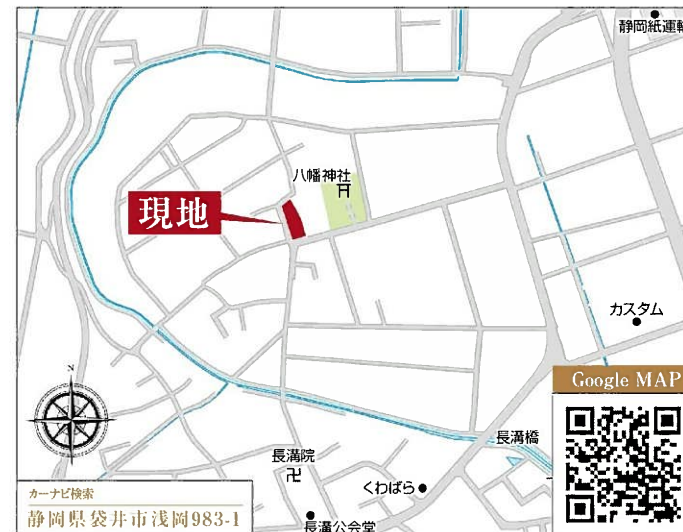 静岡紙運輸
八幡神社
現地
カスタム
Google MAP
長溝橋
長溝院
くわばら
長溝公会堂
N
カーナビ検索
静岡県袋井市浅岡983-1